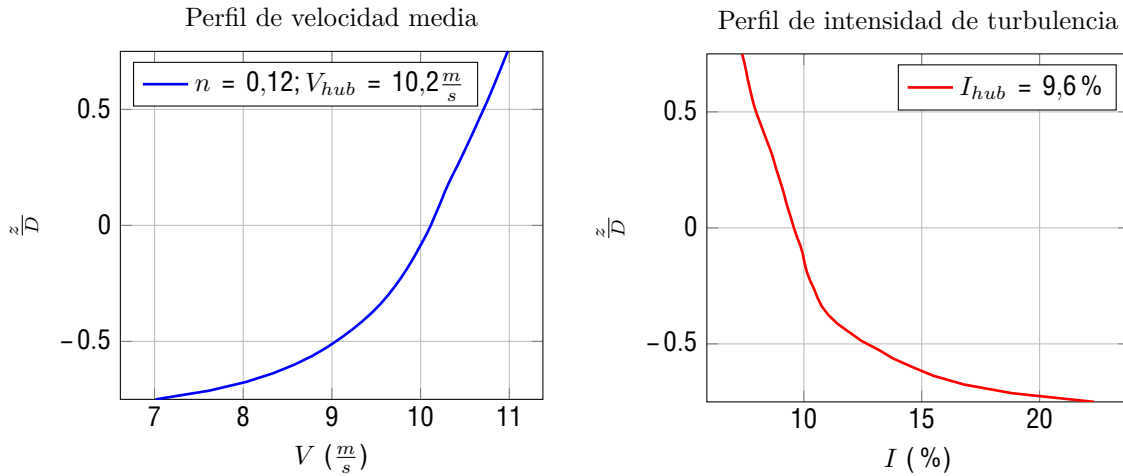 Perfil de velocidad media
n = 0,12; V_hub = 10,2 m/s
0.5
0
−0.5
z/D
7 8 9 10 11
V (m/s)
Perfil de intensidad de turbulencia
I_hub = 9,6 %
0.5
0
−0.5
z/D
10 15 20
I (%)